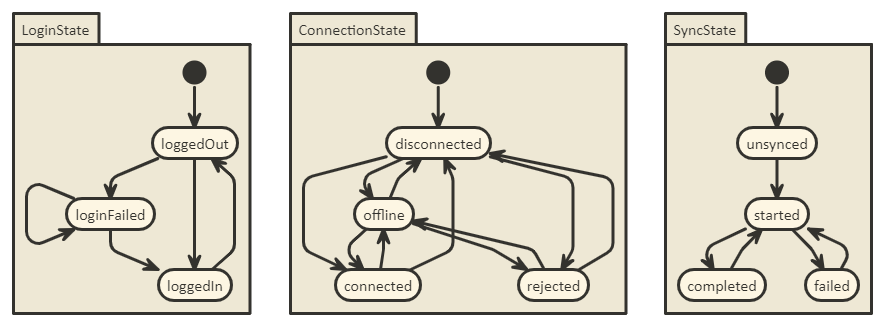 LoginState
loggedOut
loginFailed
loggedIn
ConnectionState
disconnected
offline
connected
rejected
SyncState
unsynced
started
completed
failed